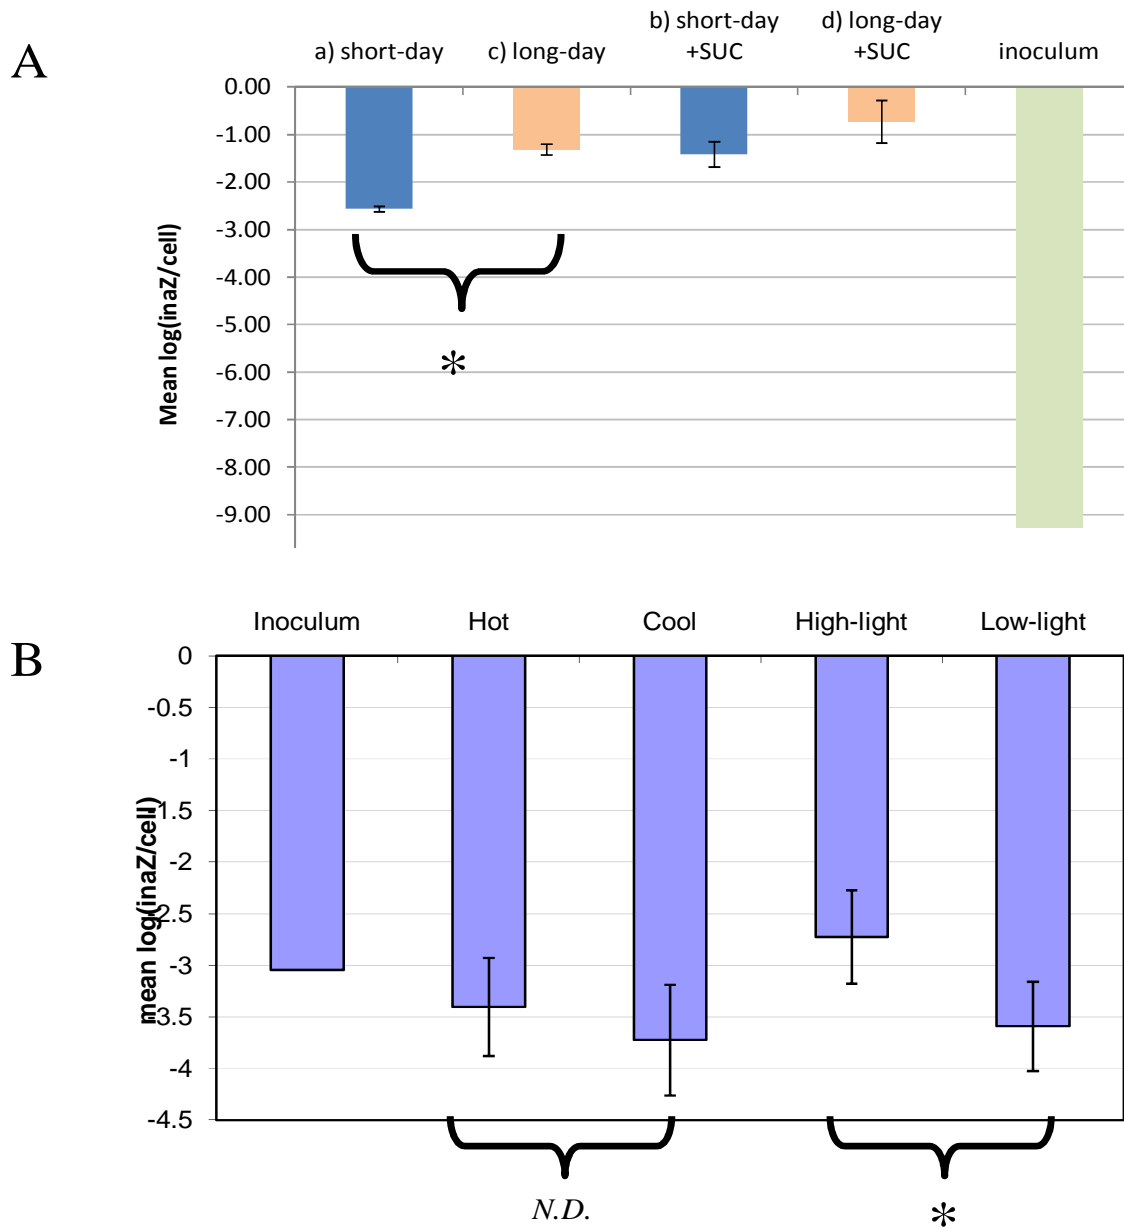 A
a) short-day
c) long-day
b) short-day
+SUC
d) long-day
+SUC
inoculum
0.00
-1.00
-2.00
-3.00
-4.00
-5.00
-6.00
-7.00
-8.00
-9.00
Mean log(inaZ/cell)
*
B
Inoculum
Hot
Cool
High-light
Low-light
0
-0.5
-1
-1.5
-2
-2.5
-3
-3.5
-4
-4.5
mean log(inaZ/cell)
N.D.
*